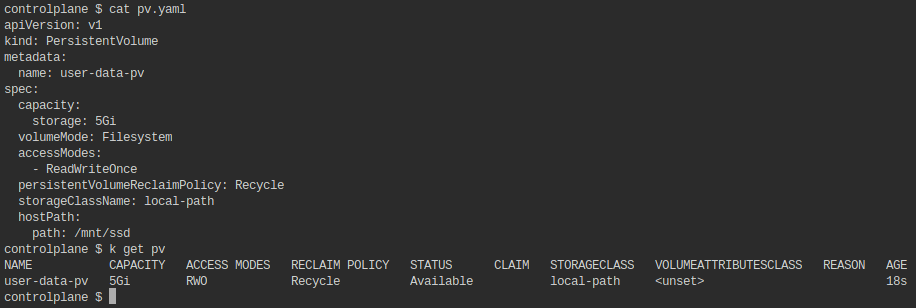 controlplane $ cat pv.yaml
apiVersion: v1
kind: PersistentVolume
metadata:
  name: user-data-pv
spec:
  capacity:
    storage: 5Gi
  volumeMode: Filesystem
  accessModes:
    - ReadWriteOnce
  persistentVolumeReclaimPolicy: Recycle
  storageClassName: local-path
  hostPath:
    path: /mnt/ssd
controlplane $ k get pv
NAME           CAPACITY   ACCESS MODES   RECLAIM POLICY   STATUS      CLAIM   STORAGECLASS   VOLUMEATTRIBUTESCLASS   REASON   AGE
user-data-pv   5Gi        RWO            Recycle          Available           local-path     <unset>                          18s
controlplane $